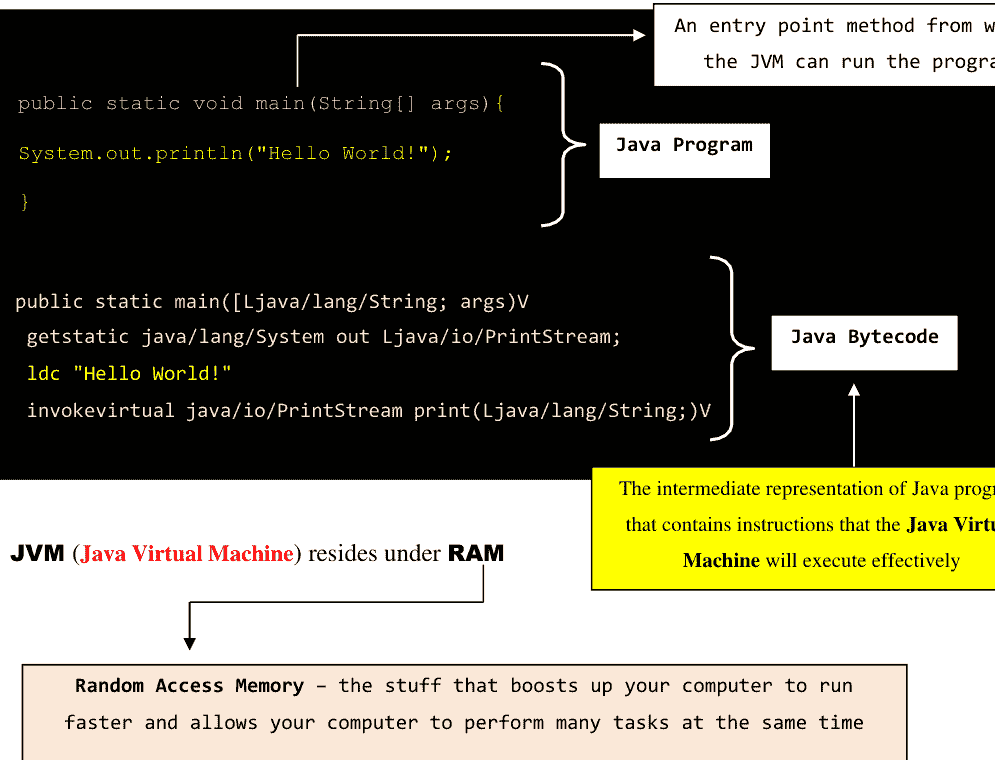 An entry point method from
the JVM can run the
public static void main(String[] args){
System.out.println("Hello World!");
}
Java Program
public static main([Ljava/lang/String; args)V
getstatic java/lang/System out Ljava/io/PrintStream;
ldc "Hello World!"
invokevirtual java/io/PrintStream print(Ljava/lang/String;)V
Java Bytecode
The intermediate representation of Java
that contains instructions that the Java
Machine will execute effectively
JVM (Java Virtual Machine) resides under RAM
Random Access Memory – the stuff that boosts up your computer to run
faster and allows your computer to perform many tasks at the same time